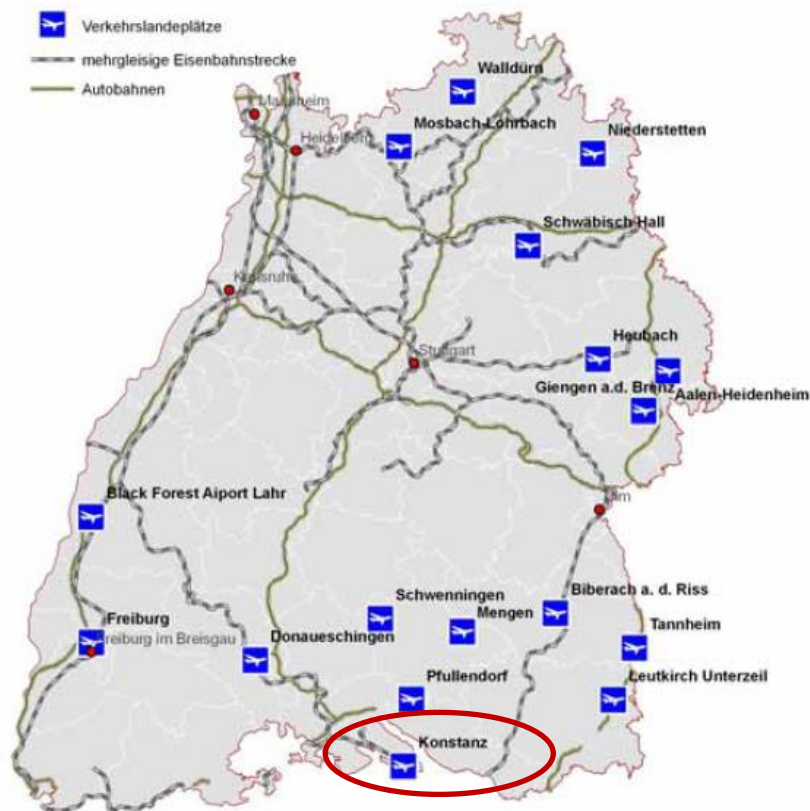 Verkehrslandeplätze
mehrgleisige Eisenbahnstrecke
Autobahnen
Walldürn
Mannheim
Mosbach-Lohrbach
Niederstetten
Heidelberg
Schwäbisch Hall
Karlsruhe
Heubach
Stuttgart
Giengen a.d. Brenz
Aalen-Heidenheim
Black Forest Aiport Lahr
Ulm
Biberach a. d. Riss
Schwenningen
Mengen
Freiburg
Tannheim
Freiburg im Breisgau
Donaueschingen
Pfullendorf
Leutkirch Unterzeil
Konstanz